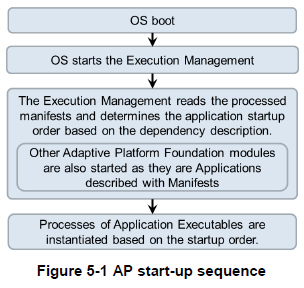 OS boot
OS starts the Execution Management
The Execution Management reads the processed
manifests and determines the application startup
order based on the dependency description.
Other Adaptive Platform Foundation modules
are also started as they are Applications
described with Manifests
Processes of Application Executables are
instantiated based on the startup order.
Figure 5-1 AP start-up sequence